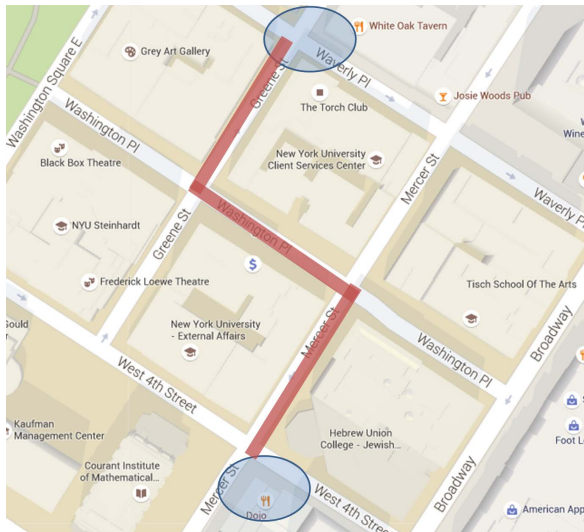 White Oak Tavern
Grey Art Gallery
Waverly Pl
Washington Square E
Greene St
The Torch Club
Josie Woods Pub
Washington Pl
New York University
Client Services Center
Black Box Theatre
Mercer St
Waverly Pl
NYU Steinhardt
Greene St
Washington Pl
Frederick Loewe Theatre
$
Tisch School Of The Arts
Broadway
New York University
- External Affairs
Mercer St
Washington Pl
Gould
West 4th Street
Kaufman
Management Center
Hebrew Union
College - Jewish...
Foot Lo
Courant Institute
of Mathematical...
Mercer St
West 4th Street
Broadway
Dojo
American App